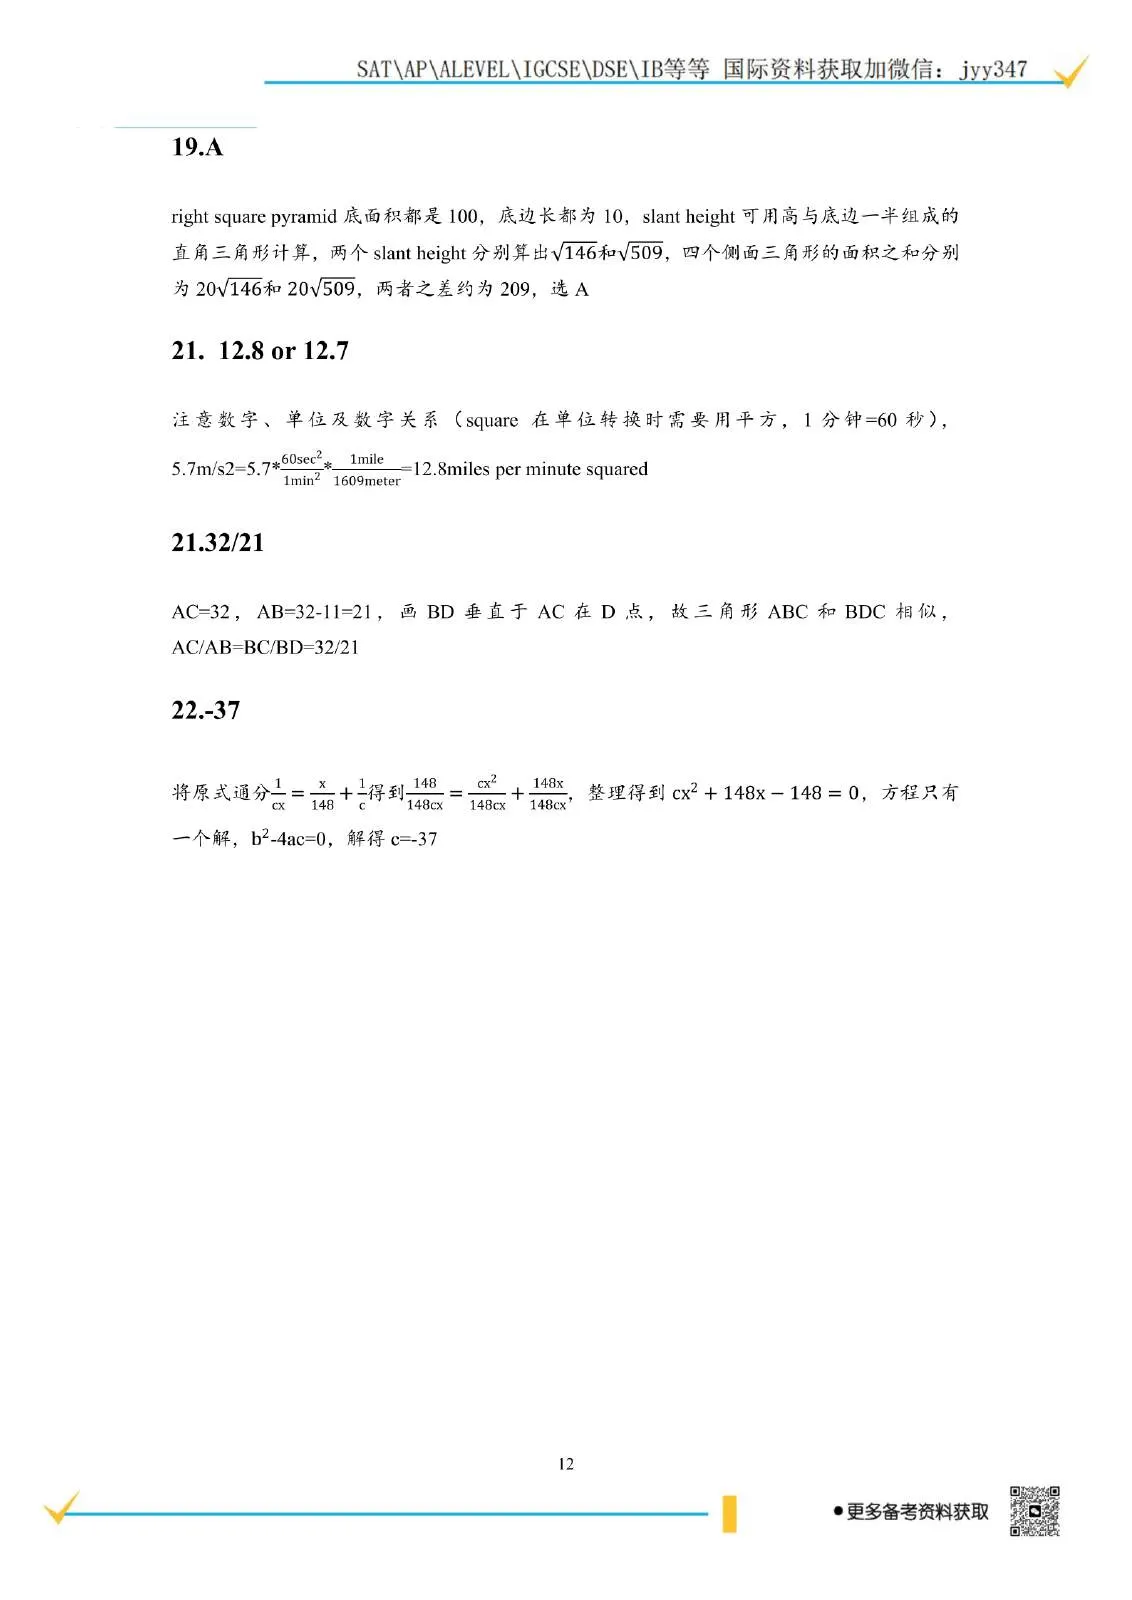 SAT\AP\ALEVEL\IGCSE\DSE\IB等等 国际资料获取加微信：jyy347
19.A
right square pyramid 底面积都是 100，底边长都为 10，slant height 可用高与底边一半组成的
直角三角形计算，两个 slant height 分别算出√146和√509，四个侧面三角形的面积之和分别
为 20√146和 20√509，两者之差约为 209，选 A
21. 12.8 or 12.7
注意数字、单位及数字关系（square 在单位转换时需要用平方，1 分钟=60 秒），
5.7m/s2=5.7*60sec²/1min²*1mile/1609meter=12.8miles per minute squared
21.32/21
AC=32，AB=32-11=21，画 BD 垂直于 AC 在 D 点，故三角形 ABC 和 BDC 相似，
AC/AB=BC/BD=32/21
22.-37
将原式通分1/cx = x/148 + 1/c得到148/148cx = cx²/148cx + 148x/148cx，整理得到 cx² + 148x − 148 = 0，方程只有
一个解，b²-4ac=0，解得 c=-37
12
●更多备考资料获取